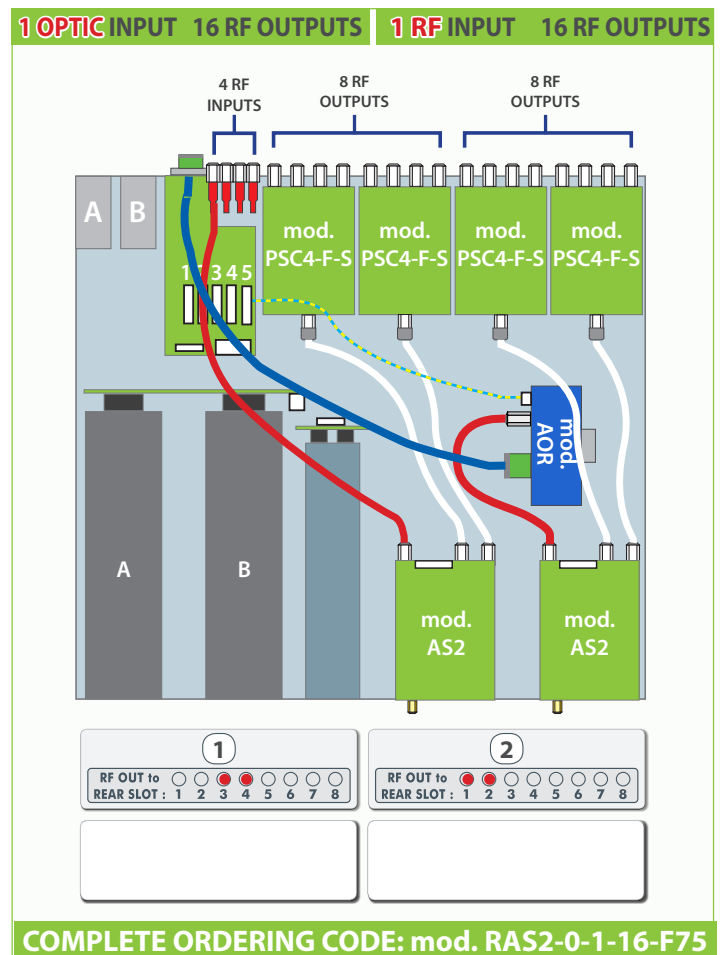 1 OPTIC INPUT 16 RF OUTPUTS
1 RF INPUT 16 RF OUTPUTS
4 RF
INPUTS
8 RF
OUTPUTS
8 RF
OUTPUTS
A
B
mod.
PSC4-F-S
mod.
PSC4-F-S
mod.
PSC4-F-S
mod.
PSC4-F-S
1 2 3 4 5
mod.
AOR
A
B
mod.
AS2
mod.
AS2
1
RF OUT to
REAR SLOT : 1 2 3 4 5 6 7 8
2
RF OUT to
REAR SLOT : 1 2 3 4 5 6 7 8
COMPLETE ORDERING CODE: mod. RAS2-0-1-16-F75